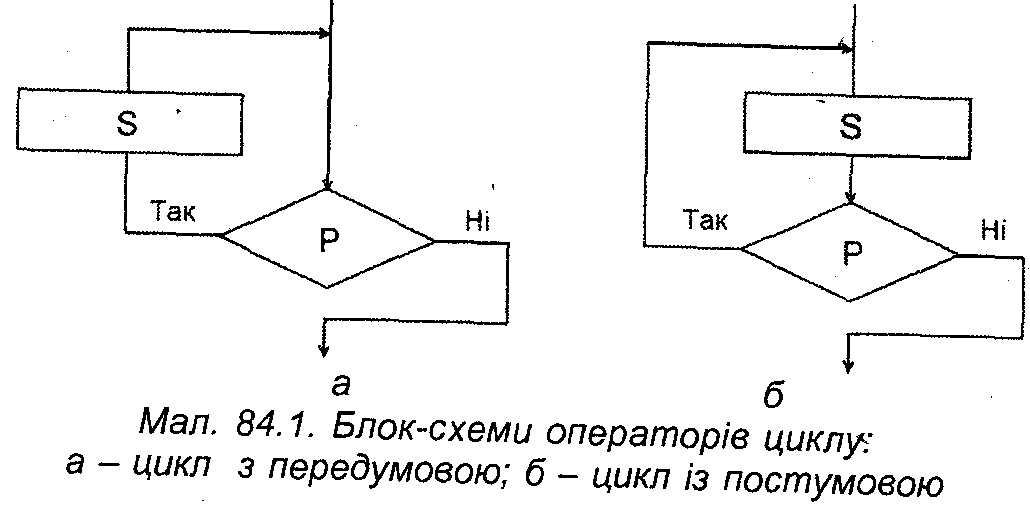 S
Так
P
Ні
а
S
Так
P
Ні
б
Мал. 84.1. Блок-схеми операторів циклу:
а – цикл з передумовою; б – цикл із постумовою